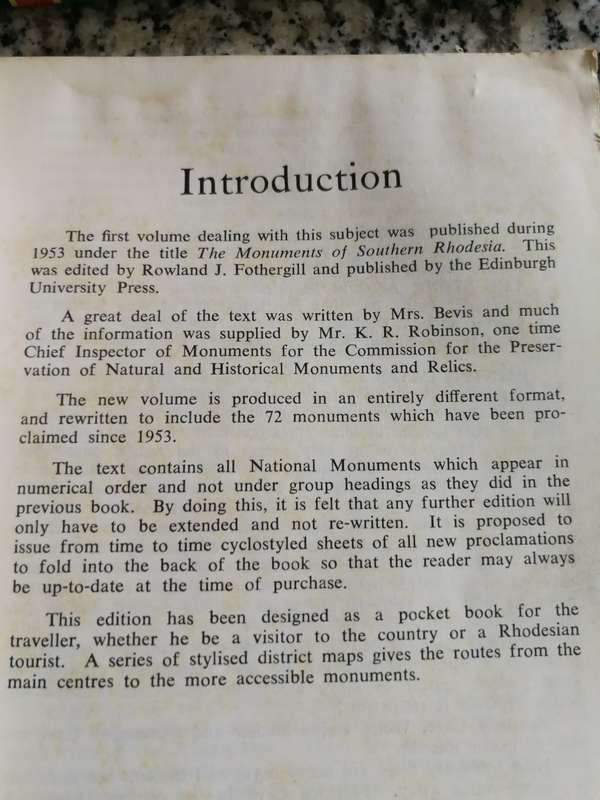 Introduction
The first volume dealing with this subject was published during
1953 under the title The Monuments of Southern Rhodesia. This
was edited by Rowland J. Fothergill and published by the Edinburgh
University Press.
A great deal of the text was written by Mrs. Bevis and much
of the information was supplied by Mr. K. R. Robinson, one time
Chief Inspector of Monuments for the Commission for the Preser-
vation of Natural and Historical Monuments and Relics.
The new volume is produced in an entirely different format,
and rewritten to include the 72 monuments which have been pro-
claimed since 1953.
The text contains all National Monuments which appear in
numerical order and not under group headings as they did in the
previous book. By doing this, it is felt that any further edition will
only have to be extended and not re-written. It is proposed to
issue from time to time cyclostyled sheets of all new proclamations
to fold into the back of the book so that the reader may always
be up-to-date at the time of purchase.
This edition has been designed as a pocket book for the
traveller, whether he be a visitor to the country or a Rhodesian
tourist. A series of stylised district maps gives the routes from the
main centres to the more accessible monuments.